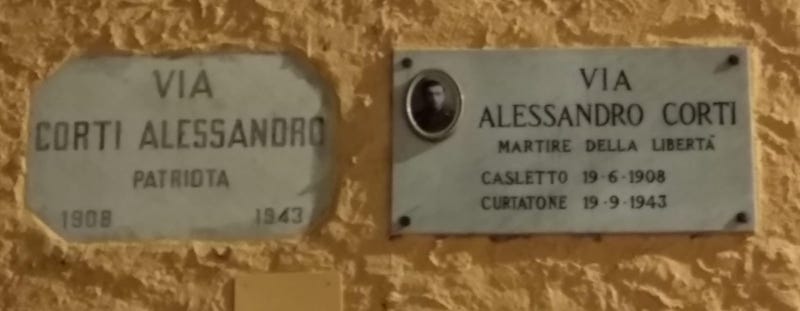 VIA
CORTI ALESSANDRO
PATRIOTA
1908 1943
VIA
ALESSANDRO CORTI
MARTIRE DELLA LIBERTÀ
CASLETTO 19-6-1908
CURTATONE 19-9-1943